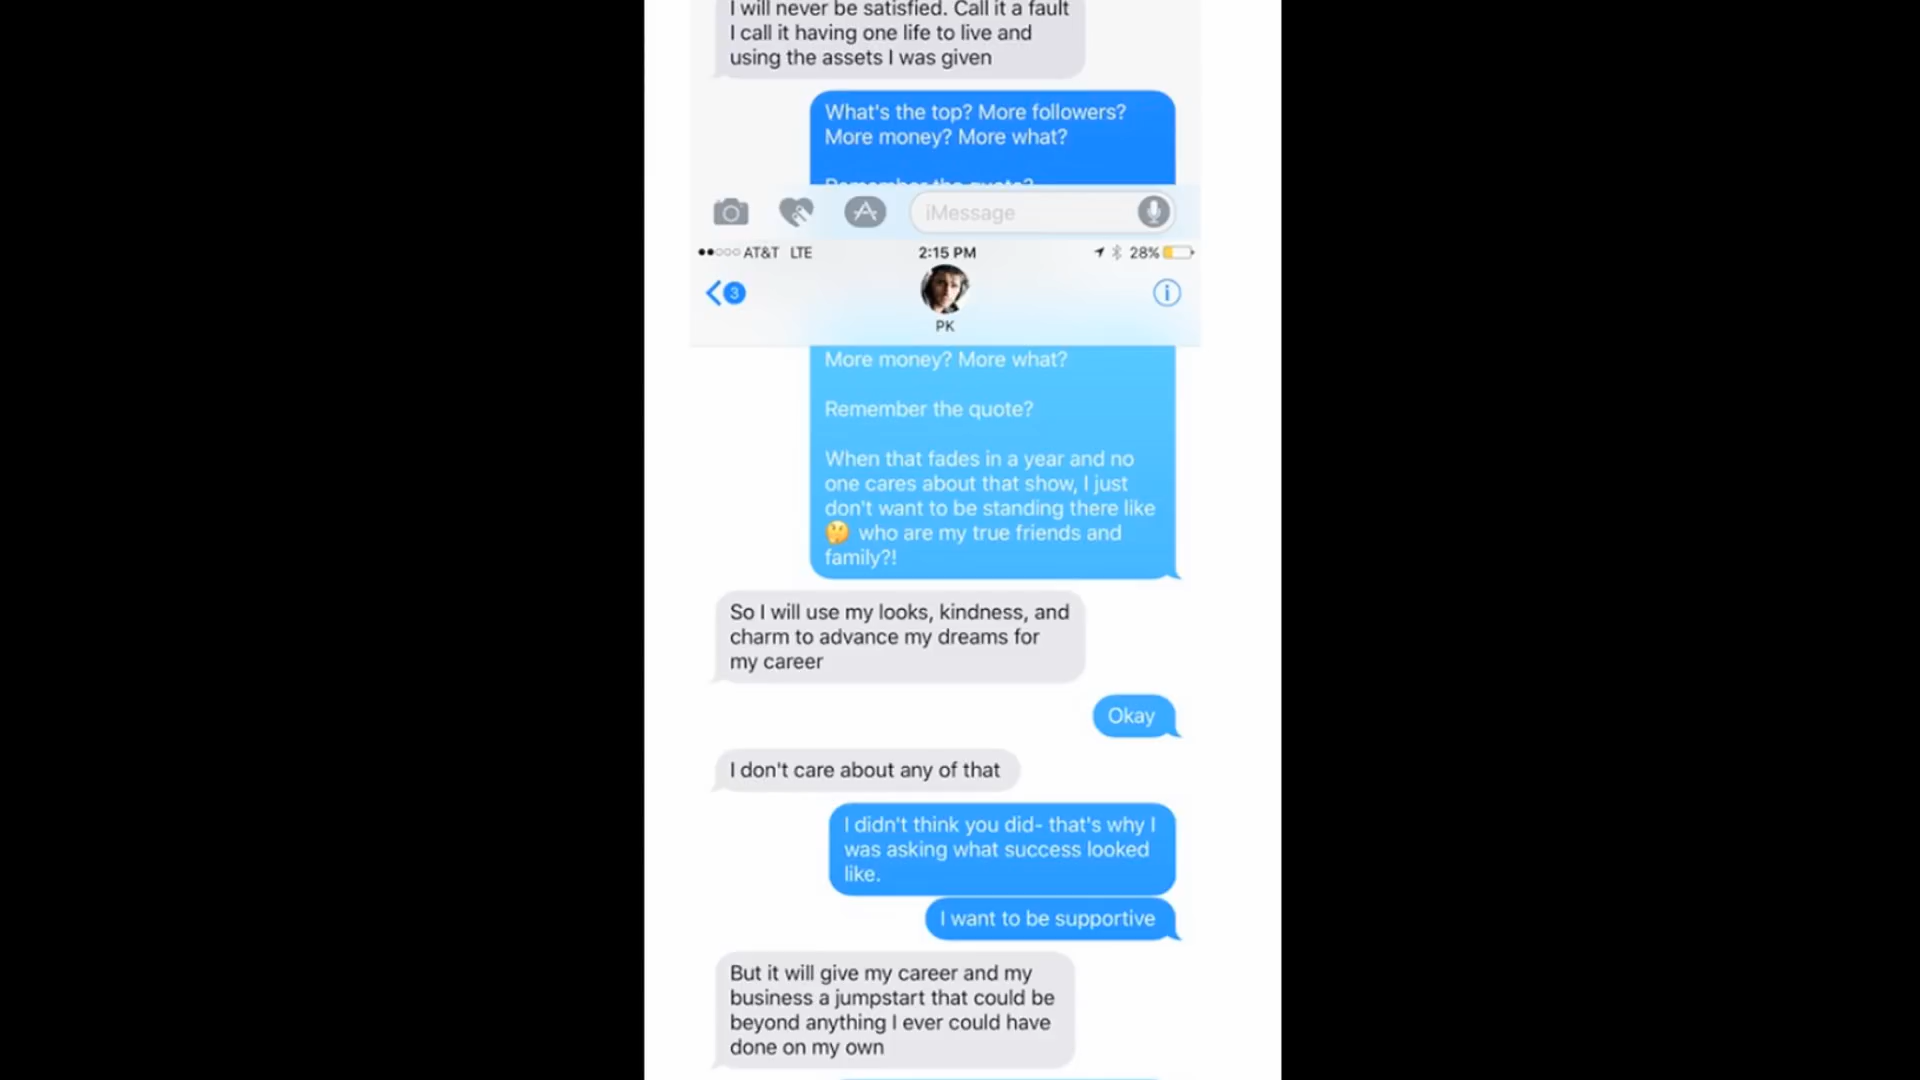 I will never be satisfied. Call it a fault
I call it having one life to live and
using the assets I was given
What's the top? More followers?
More money? More what?
Remember the quote?
iMessage
AT&T LTE
2:15 PM
28%
3
PK
More money? More what?
Remember the quote?
When that fades in a year and no
one cares about that show, I just
don't want to be standing there like
🤔 who are my true friends and
family?!
So I will use my looks, kindness, and
charm to advance my dreams for
my career
Okay
I don't care about any of that
I didn't think you did- that's why I
was asking what success looked
like.
I want to be supportive
But it will give my career and my
business a jumpstart that could be
beyond anything I ever could have
done on my own